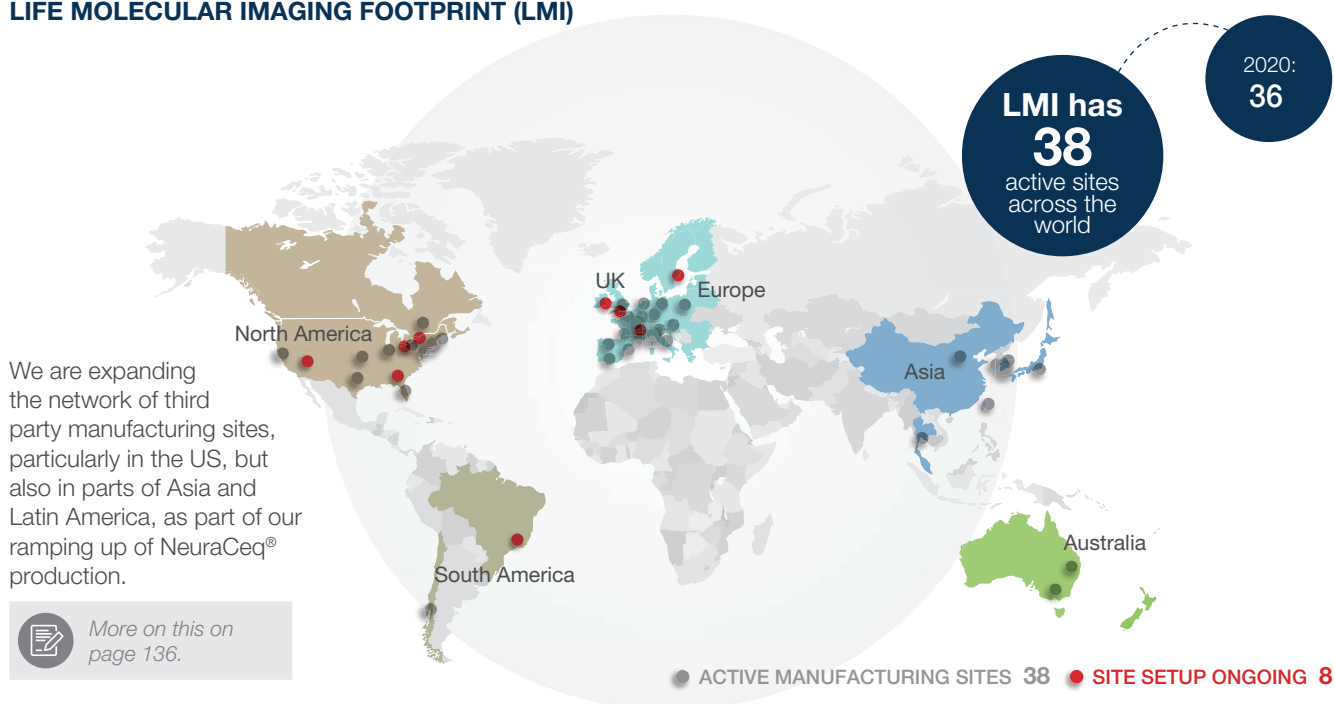 LIFE MOLECULAR IMAGING FOOTPRINT (LMI)
2020:
36
LMI has
38
active sites
across the
world
UK
Europe
North America
Asia
We are expanding
the network of third
party manufacturing sites,
particularly in the US, but
also in parts of Asia and
Latin America, as part of our
ramping up of NeuraCeq®
production.
Australia
South America
More on this on
page 136.
ACTIVE MANUFACTURING SITES 38
SITE SETUP ONGOING 8